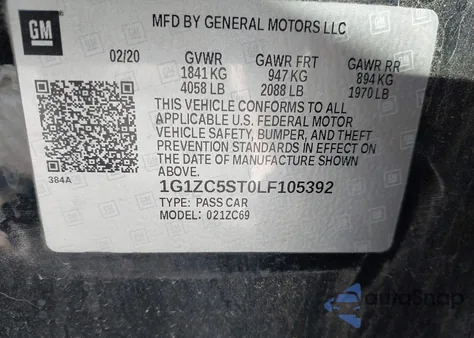 GM
MFD BY GENERAL MOTORS LLC
02/20 GVWR GAWR FRT GAWR RR
1841 KG 947 KG 894 KG
4058 LB 2088 LB 1970 LB
THIS VEHICLE CONFORMS TO ALL
APPLICABLE U.S. FEDERAL MOTOR
VEHICLE SAFETY, BUMPER, AND THEFT
PREVENTION STANDARDS IN EFFECT ON
THE DATE OF MANUFACTURE SHOWN
ABOVE.
384A
1G1ZC5ST0LF105392
TYPE: PASS CAR
MODEL: 021ZC69
AuraSnap